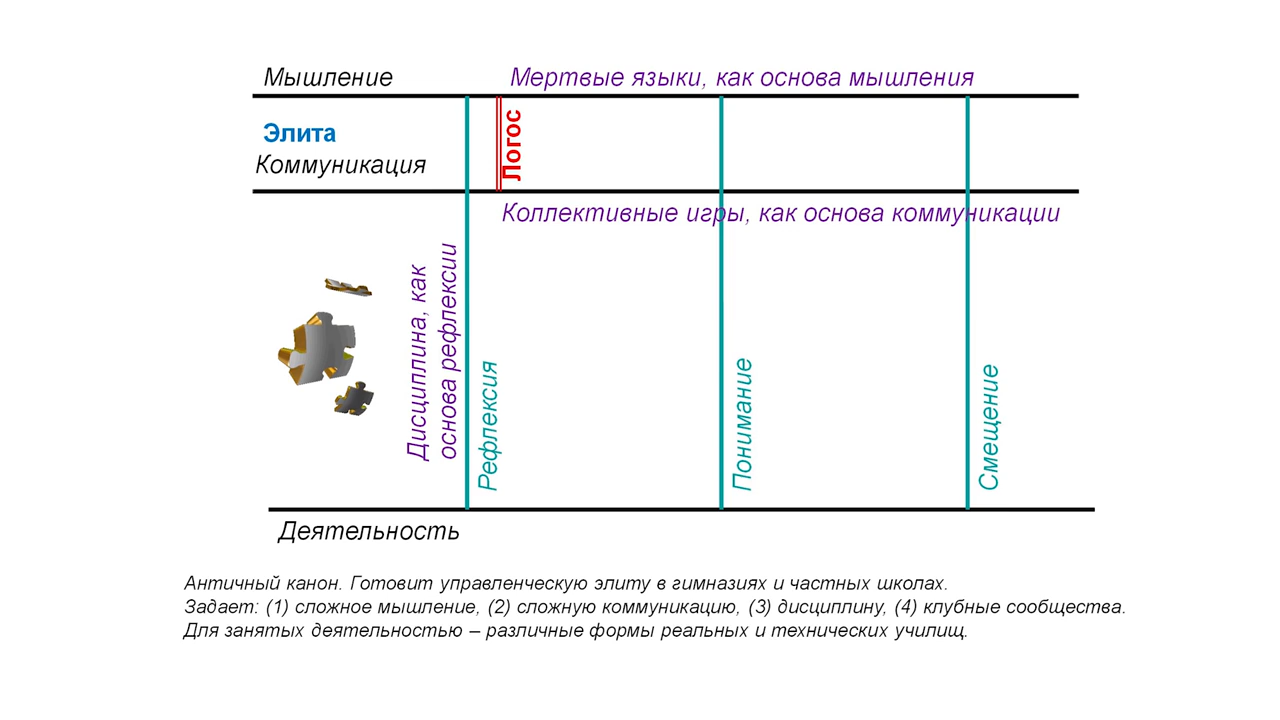 Мышление
Мертвые языки, как основа мышления
Элита
Коммуникация
Логос
Коллективные игры, как основа коммуникации
Дисциплина, как
основа рефлексии
Рефлексия
Понимание
Смещение
Деятельность
Античный канон. Готовит управленческую элиту в гимназиях и частных школах.
Задает: (1) сложное мышление, (2) сложную коммуникацию, (3) дисциплину, (4) клубные сообщества.
Для занятых деятельностью – различные формы реальных и технических училищ.